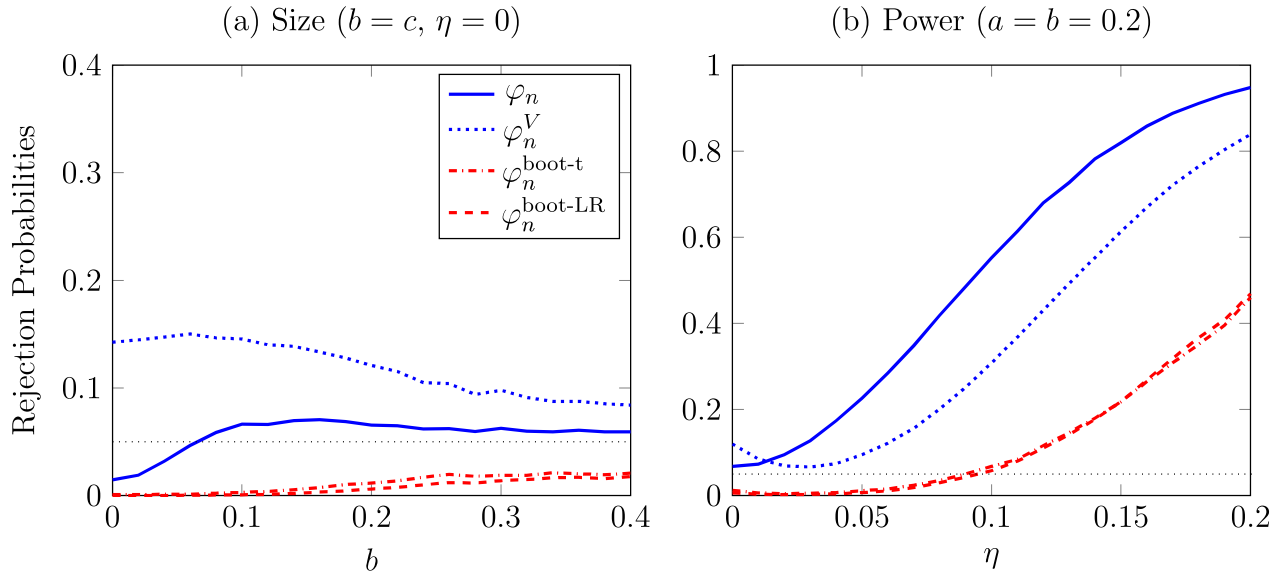 (a) Size (b = c, η = 0)
0.4
0.3
0.2
0.1
0
0
0.1
0.2
0.3
0.4
b
Rejection Probabilities
φ_n
φ_n^V
φ_n^boot-t
φ_n^boot-LR
(b) Power (a = b = 0.2)
1
0.8
0.6
0.4
0.2
0
0
0.05
0.1
0.15
0.2
η